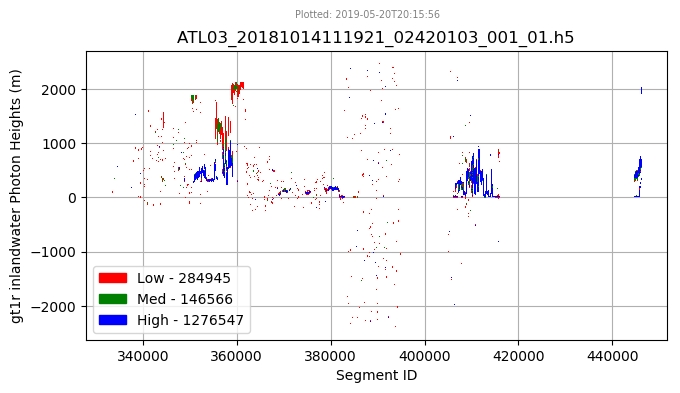 Plotted: 2019-05-20T20:15:56
ATL03_20181014111921_02420103_001_01.h5
gt1r inlandwater Photon Heights (m)
2000
1000
0
−1000
−2000
Low - 284945
Med - 146566
High - 1276547
340000 360000 380000 400000 420000 440000
Segment ID